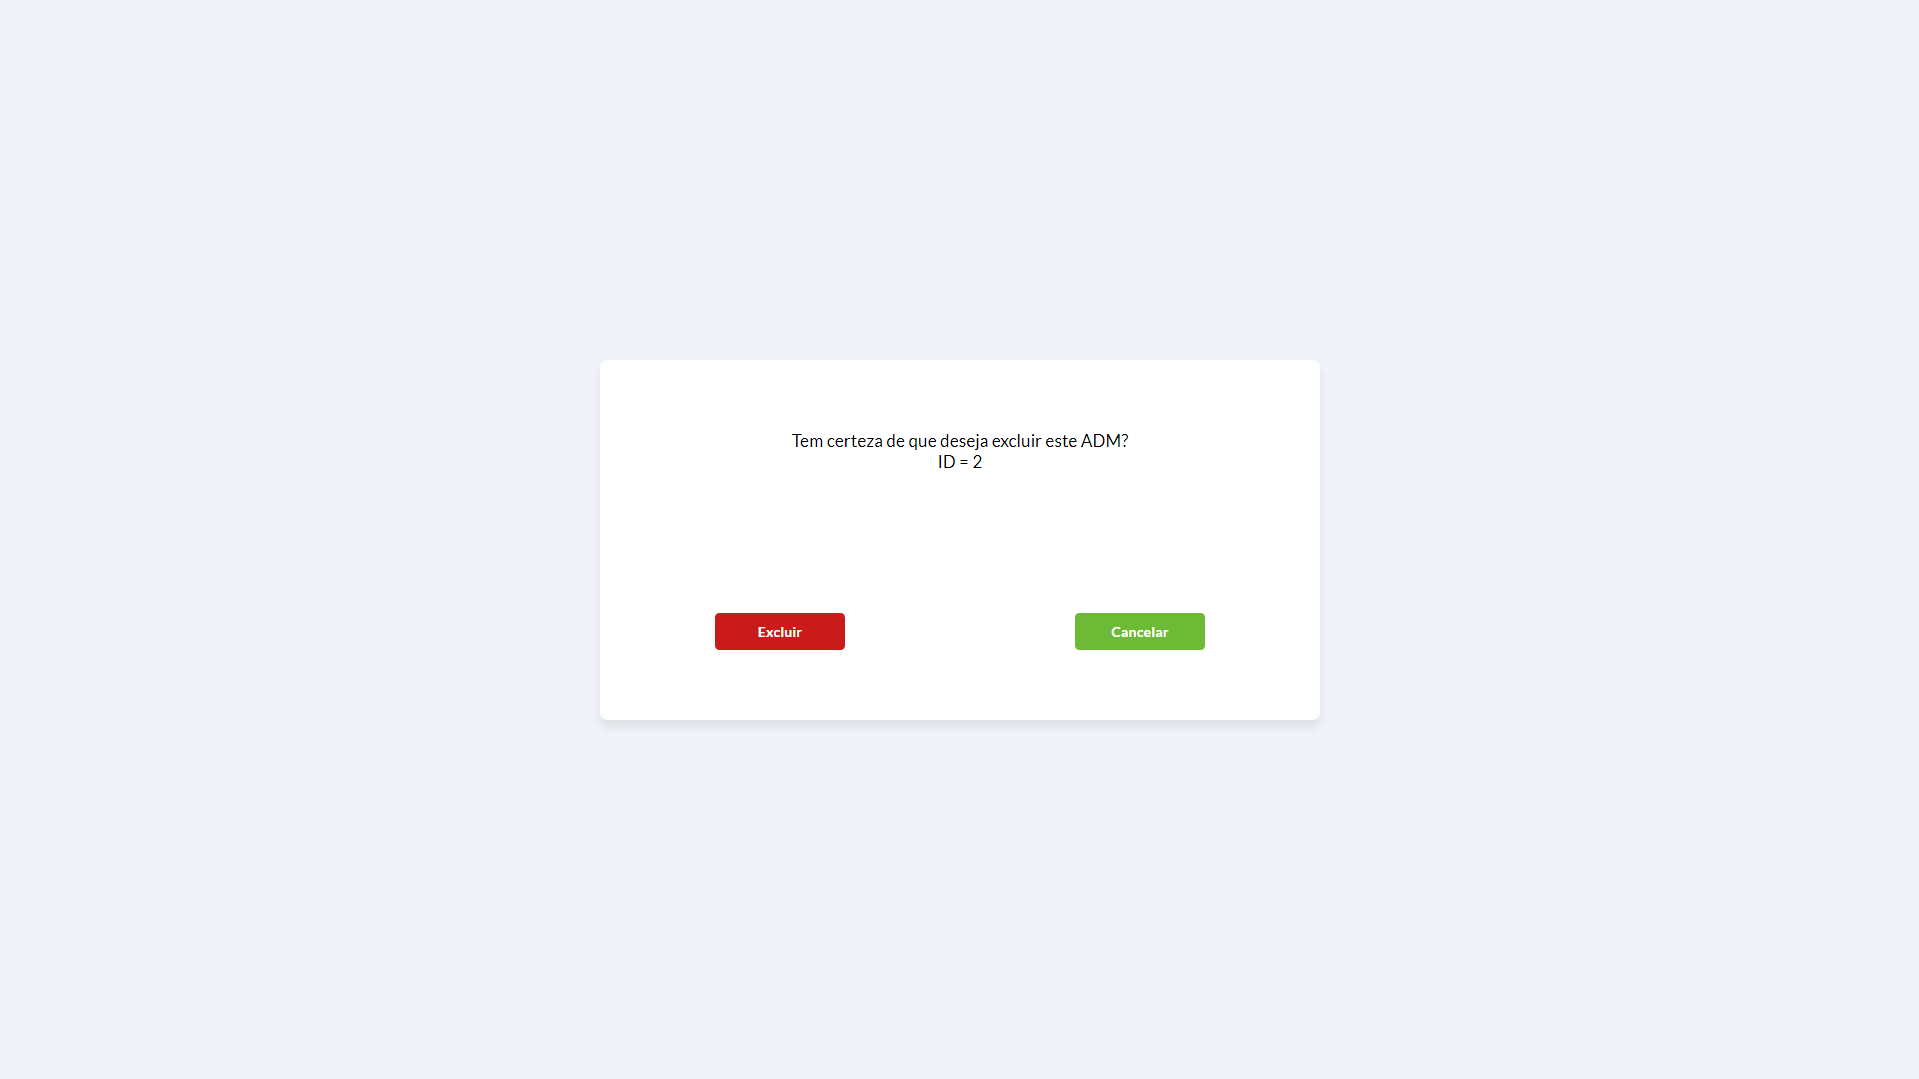 Tem certeza de que deseja excluir este ADM?
ID = 2
Excluir
Cancelar